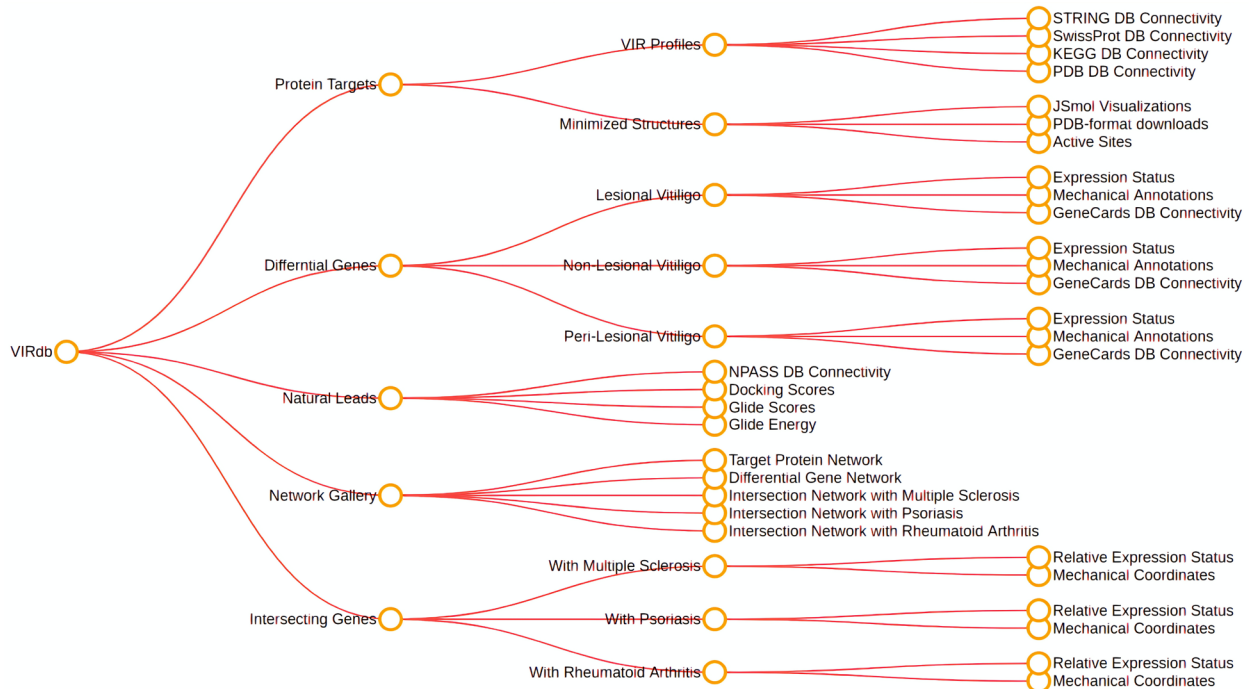 VIRdb
Protein Targets
VIR Profiles
STRING DB Connectivity
SwissProt DB Connectivity
KEGG DB Connectivity
PDB DB Connectivity
Minimized Structures
JSmol Visualizations
PDB-format downloads
Active Sites
Differntial Genes
Lesional Vitiligo
Expression Status
Mechanical Annotations
GeneCards DB Connectivity
Non-Lesional Vitiligo
Expression Status
Mechanical Annotations
GeneCards DB Connectivity
Peri-Lesional Vitiligo
Expression Status
Mechanical Annotations
GeneCards DB Connectivity
Natural Leads
NPASS DB Connectivity
Docking Scores
Glide Scores
Glide Energy
Network Gallery
Target Protein Network
Differential Gene Network
Intersection Network with Multiple Sclerosis
Intersection Network with Psoriasis
Intersection Network with Rheumatoid Arthritis
Intersecting Genes
With Multiple Sclerosis
Relative Expression Status
Mechanical Coordinates
With Psoriasis
Relative Expression Status
Mechanical Coordinates
With Rheumatoid Arthritis
Relative Expression Status
Mechanical Coordinates